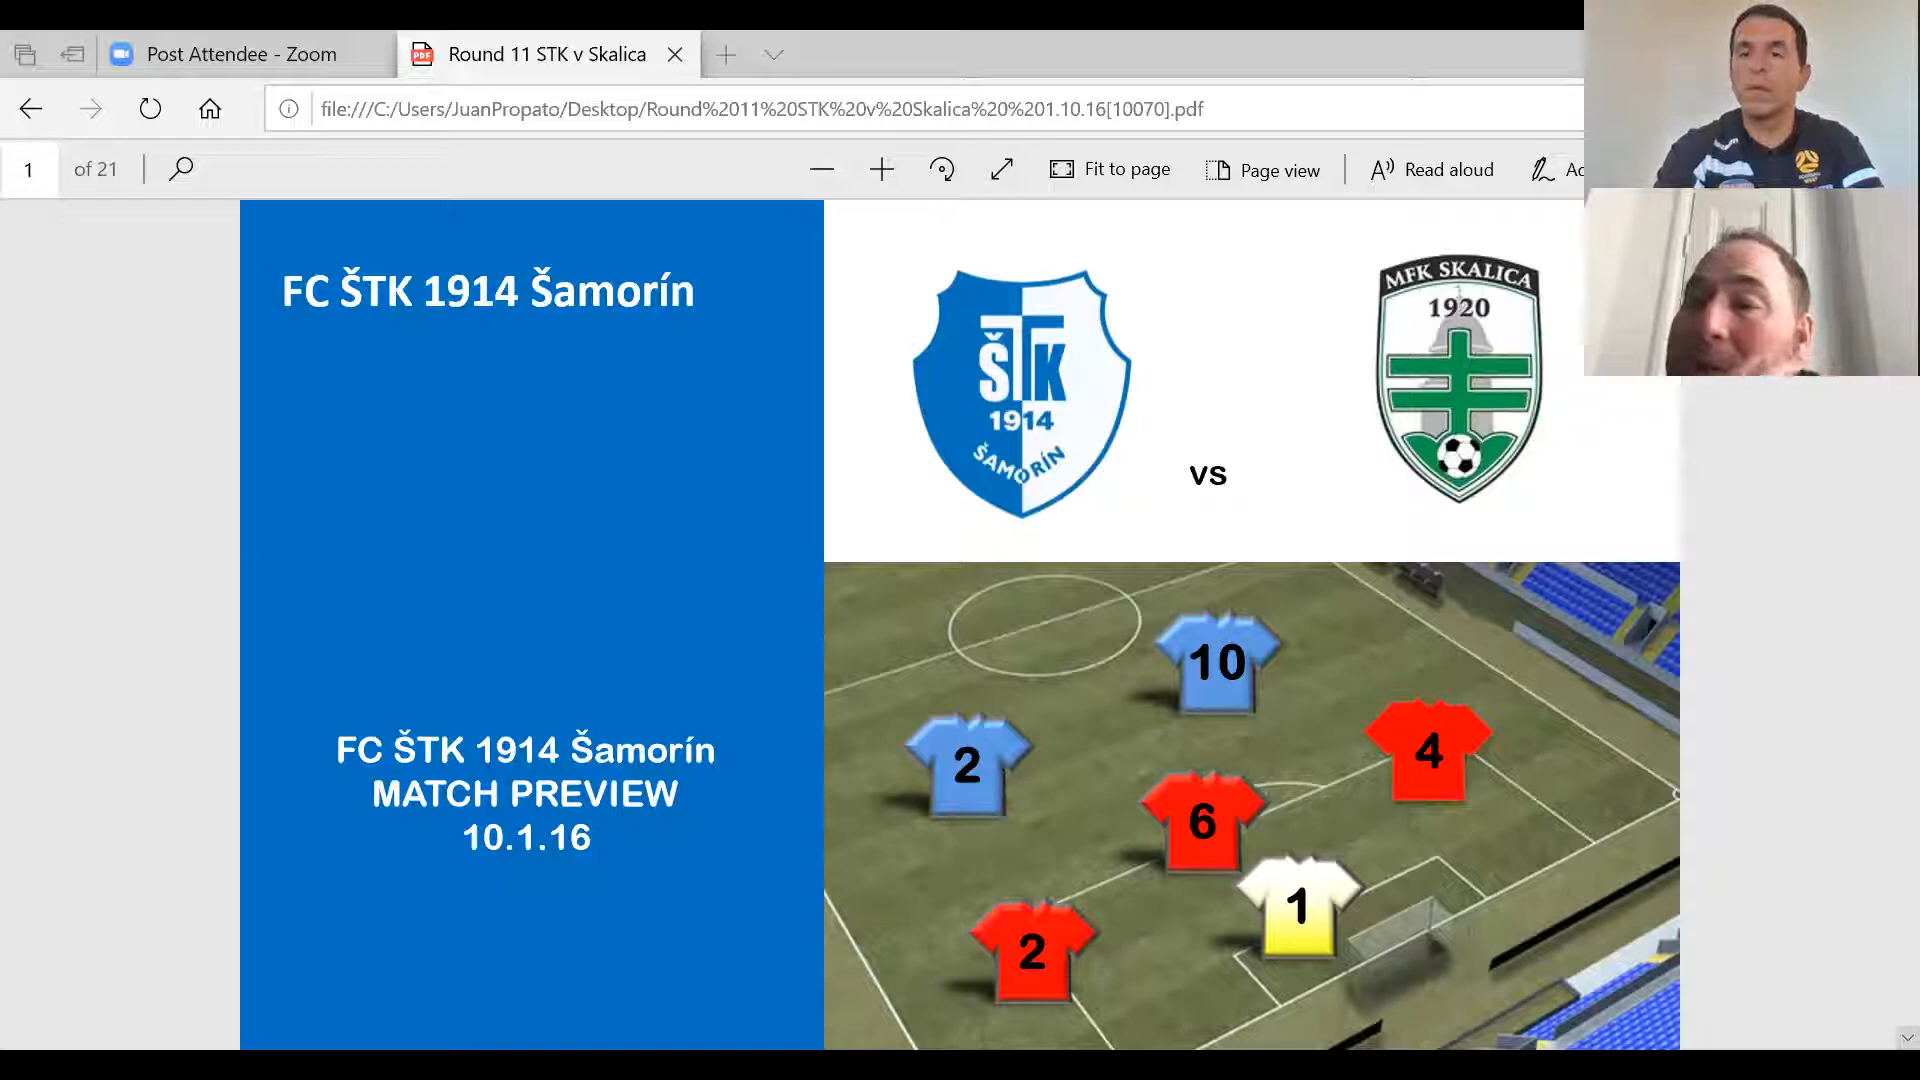 Post Attendee - Zoom
Round 11 STK v Skalica
file:///C:/Users/JuanPropato/Desktop/Round%2011%20STK%20v%20Skalica%20%201.10.16[10070].pdf
1 of 21
Fit to page
Page view
Read aloud
Ac
FC ŠTK 1914 Šamorín
ŠTK
1914
ŠAMORÍN
vs
MFK SKALICA
1920
FC ŠTK 1914 Šamorín
MATCH PREVIEW
10.1.16
10
2
4
6
1
2